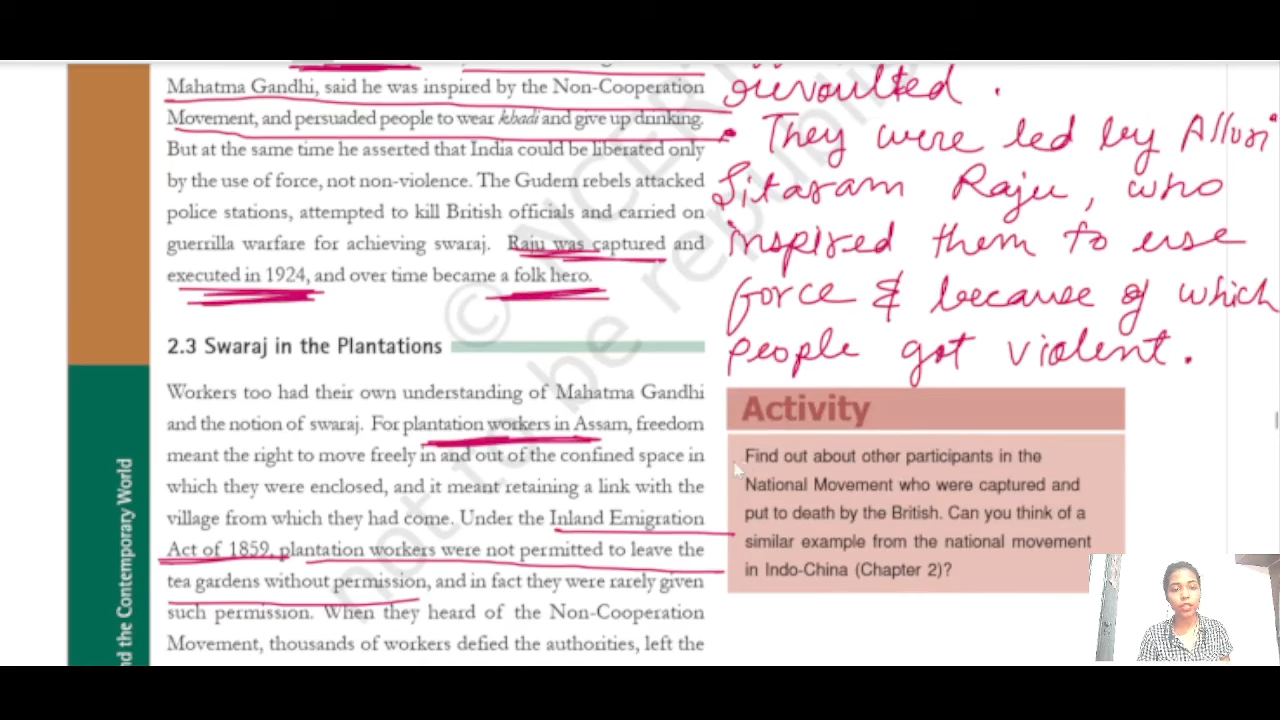 Mahatma Gandhi, said he was inspired by the Non-Cooperation
Movement, and persuaded people to wear khadi and give up drinking.
But at the same time he asserted that India could be liberated only
by the use of force, not non-violence. The Gudem rebels attacked
police stations, attempted to kill British officials and carried on
guerrilla warfare for achieving swaraj. Raju was captured and
executed in 1924, and over time became a folk hero.
2.3 Swaraj in the Plantations
Workers too had their own understanding of Mahatma Gandhi
and the notion of swaraj. For plantation workers in Assam, freedom
meant the right to move freely in and out of the confined space in
which they were enclosed, and it meant retaining a link with the
village from which they had come. Under the Inland Emigration
Act of 1859, plantation workers were not permitted to leave the
tea gardens without permission, and in fact they were rarely given
such permission. When they heard of the Non-Cooperation
Movement, thousands of workers defied the authorities, left the
revoulted .
• They were led by Alluri
Sitaram Raju, who
inspired them to use
force & because of which
people got violent.
Activity
Find out about other participants in the
National Movement who were captured and
put to death by the British. Can you think of a
similar example from the national movement
in Indo-China (Chapter 2)?
nd the Contemporary World
© NCERT
not to be republi